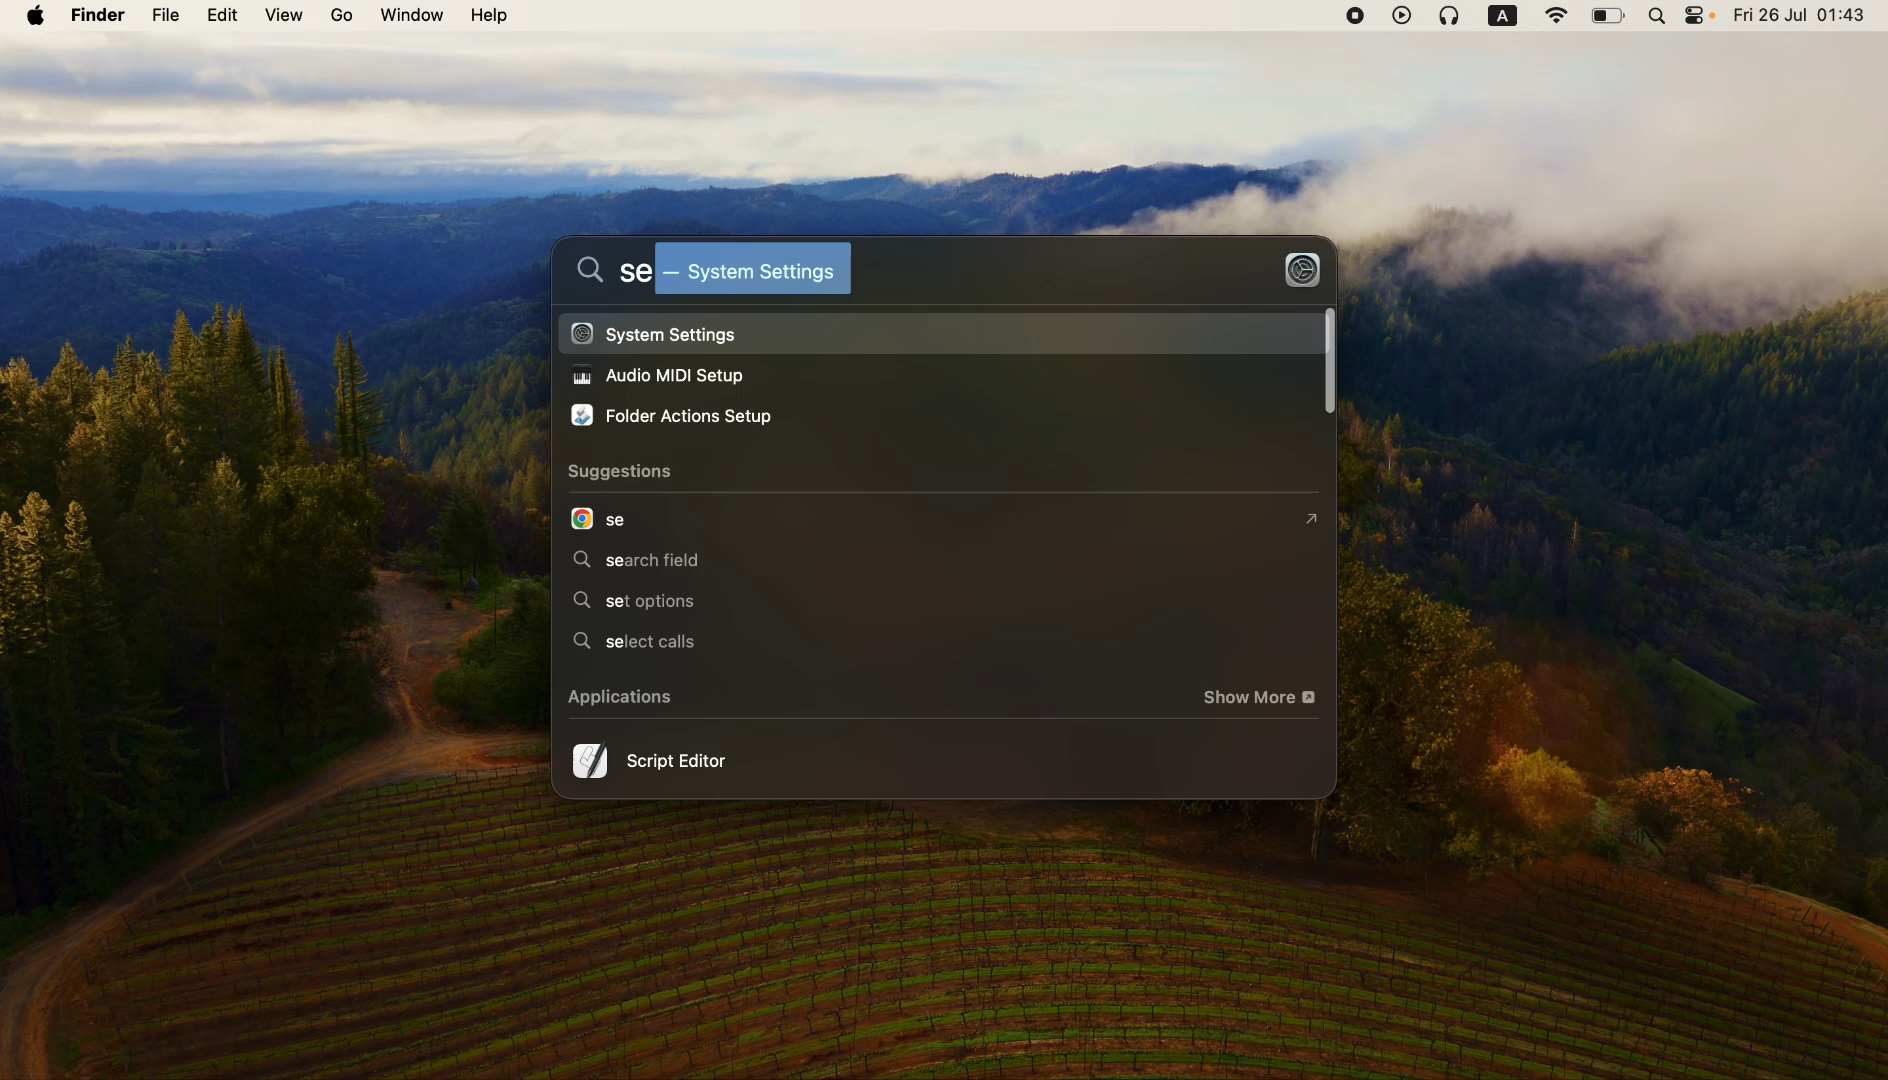 Finder File Edit View Go Window Help A Fri 26 Jul 01:43
se — System Settings
System Settings
Audio MIDI Setup
Folder Actions Setup
Suggestions
se
search field
set options
select calls
Applications Show More
Script Editor